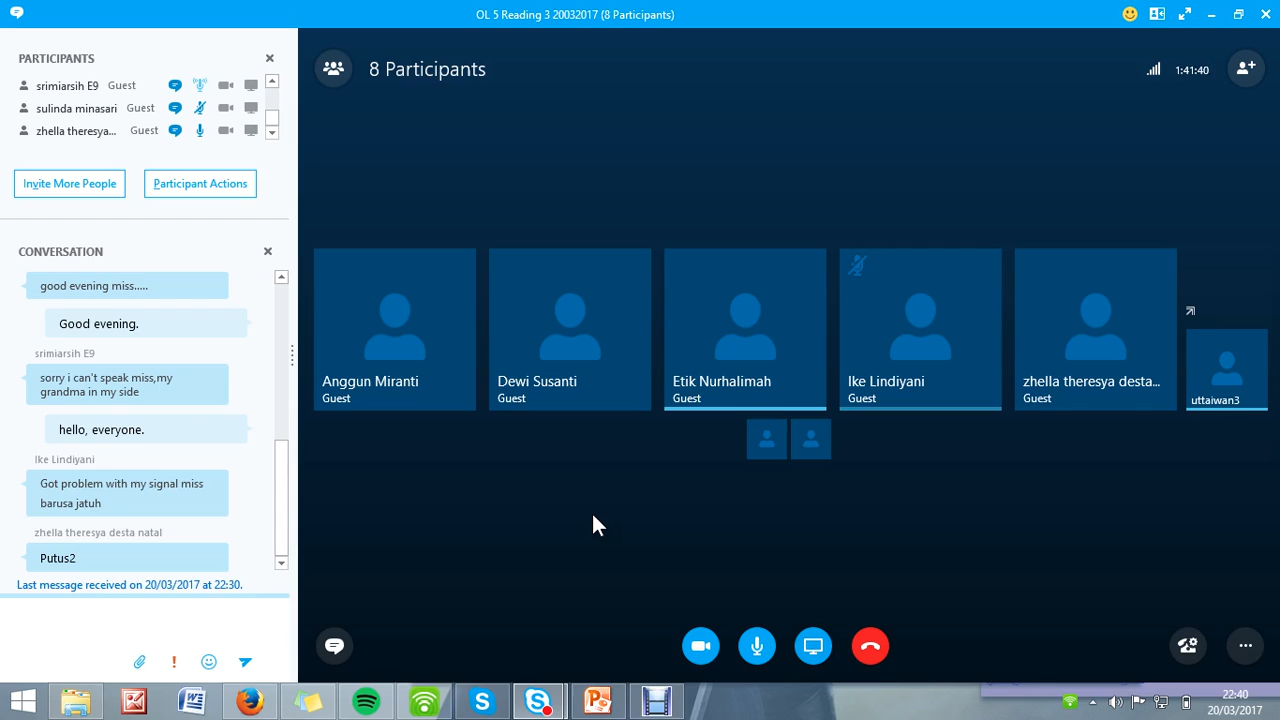 OL 5 Reading 3 20032017 (8 Participants)
PARTICIPANTS
srimiarsih E9 Guest
sulinda minasari Guest
zhella theresya... Guest
Invite More People
Participant Actions
CONVERSATION
good evening miss.....
Good evening.
srimiarsih E9
sorry i can't speak miss,my
grandma in my side
hello, everyone.
Ike Lindiyani
Got problem with my signal miss
barusa jatuh
zhella theresya desta natal
Putus2
Last message received on 20/03/2017 at 22:30.
8 Participants
1:41:40
Anggun Miranti
Guest
Dewi Susanti
Guest
Etik Nurhalimah
Guest
Ike Lindiyani
Guest
zhella theresya desta...
Guest
uttaiwan3
22:40
20/03/2017